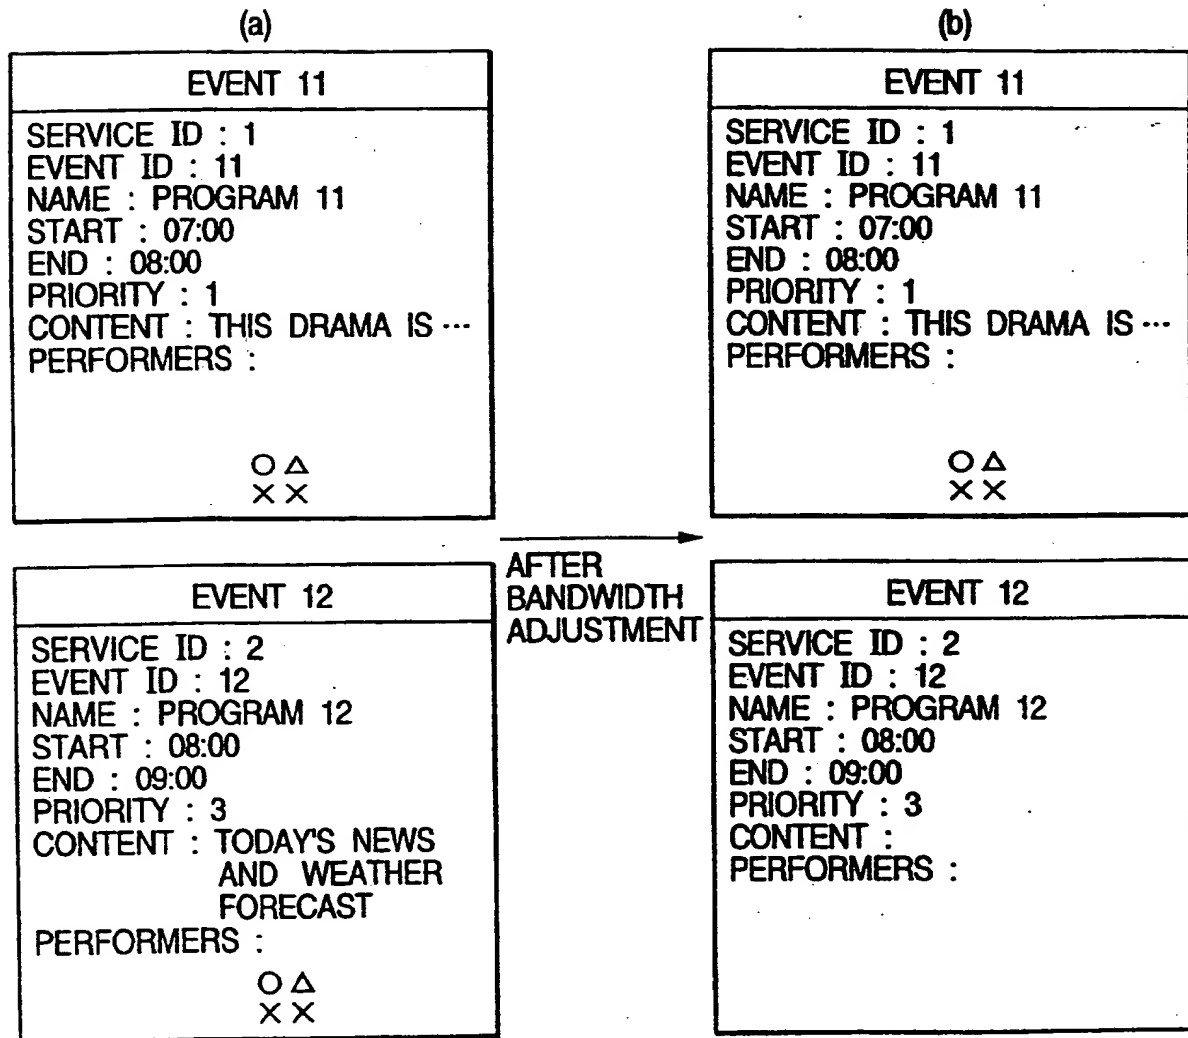 (a)
EVENT 11
SERVICE ID : 1
EVENT ID : 11
NAME : PROGRAM 11
START : 07:00
END : 08:00
PRIORITY : 1
CONTENT : THIS DRAMA IS ···
PERFORMERS :
○△
××
EVENT 12
SERVICE ID : 2
EVENT ID : 12
NAME : PROGRAM 12
START : 08:00
END : 09:00
PRIORITY : 3
CONTENT : TODAY'S NEWS
AND WEATHER
FORECAST
PERFORMERS :
○△
××
AFTER
BANDWIDTH
ADJUSTMENT
(b)
EVENT 11
SERVICE ID : 1
EVENT ID : 11
NAME : PROGRAM 11
START : 07:00
END : 08:00
PRIORITY : 1
CONTENT : THIS DRAMA IS ···
PERFORMERS :
○△
××
EVENT 12
SERVICE ID : 2
EVENT ID : 12
NAME : PROGRAM 12
START : 08:00
END : 09:00
PRIORITY : 3
CONTENT :
PERFORMERS :